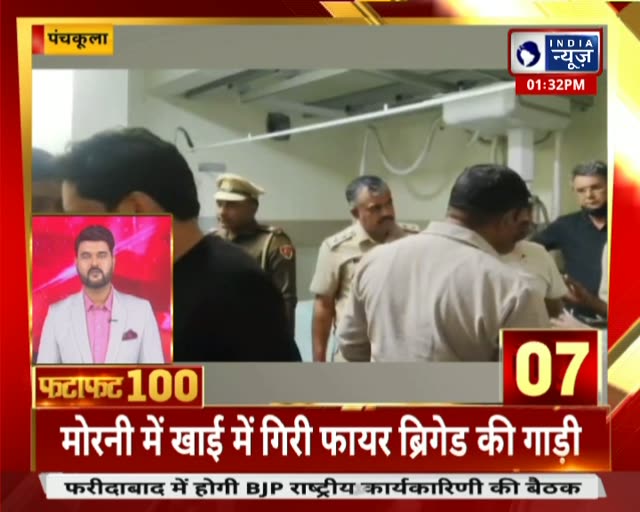 पंचकूला
INDIA
न्यूज़
01:32PM
फटाफट 100
07
मोरनी में खाई में गिरी फायर ब्रिगेड की गाड़ी
फरीदाबाद में होगी BJP राष्ट्रीय कार्यकारिणी की बैठक